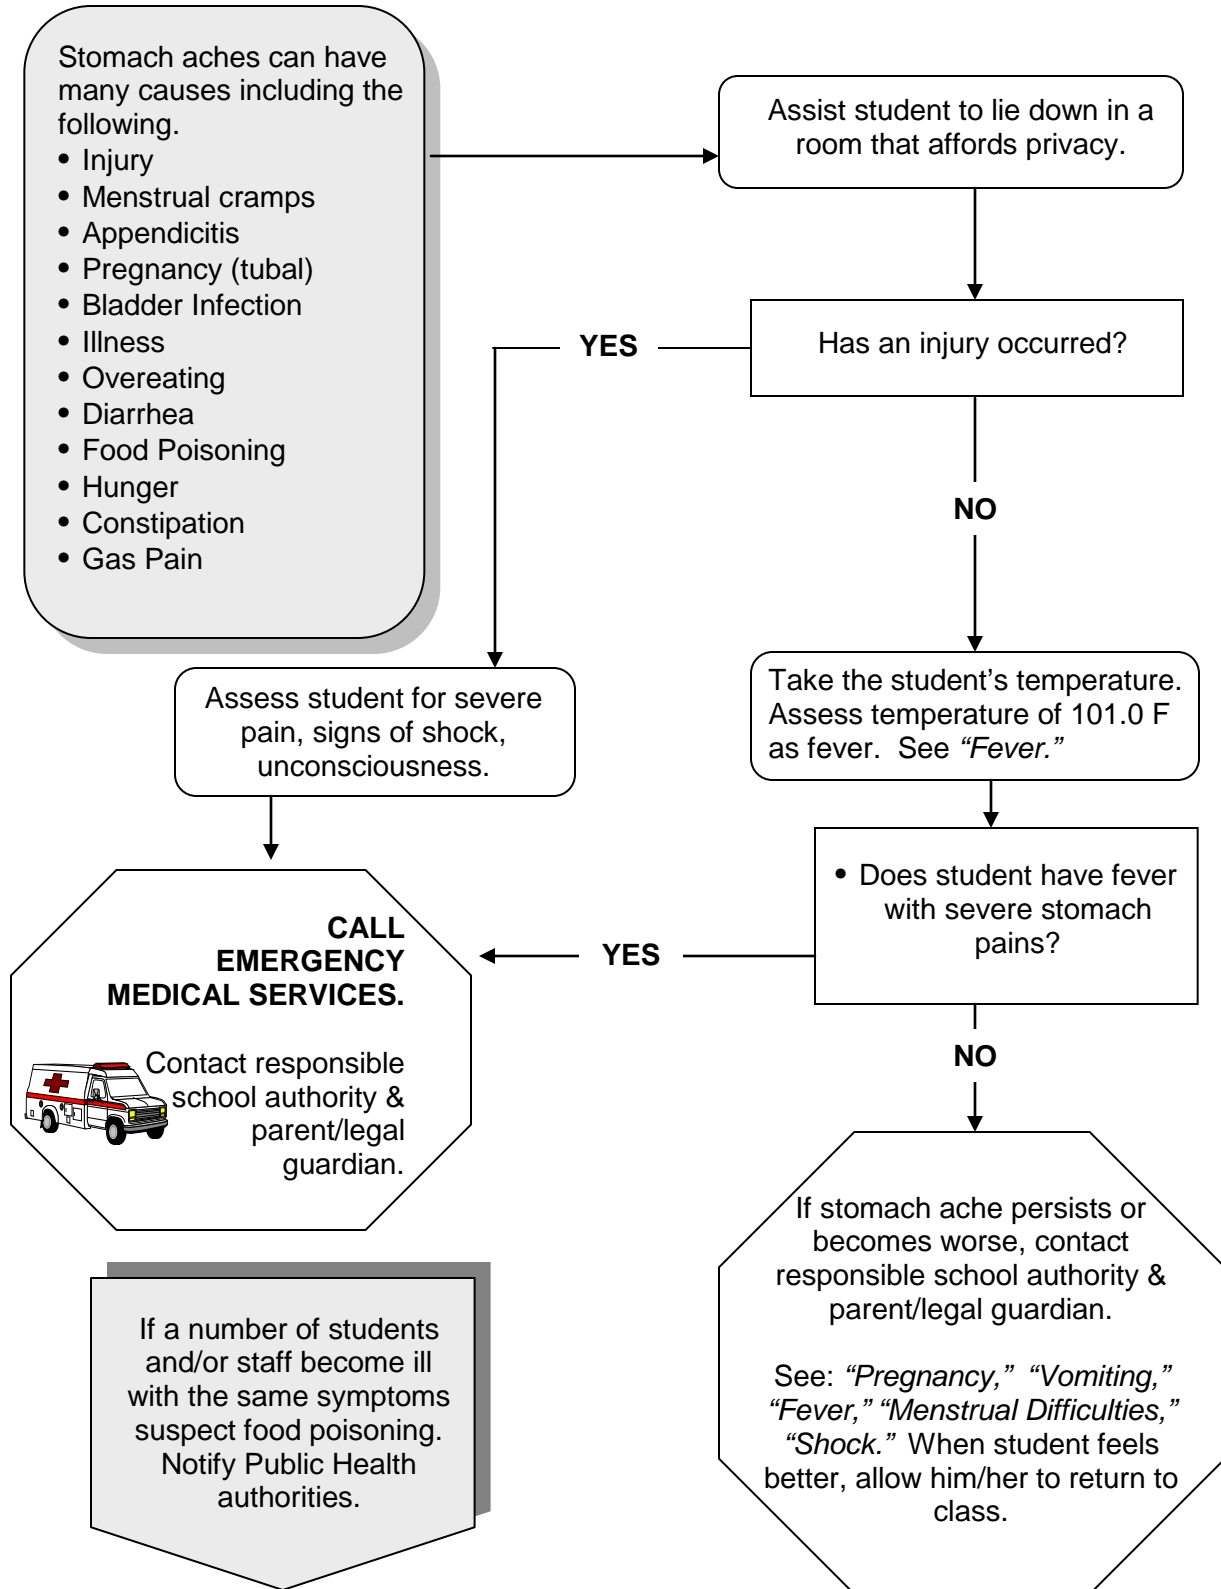 Stomach aches can have
many causes including the
following.
• Injury
• Menstrual cramps
• Appendicitis
• Pregnancy (tubal)
• Bladder Infection
• Illness
• Overeating
• Diarrhea
• Food Poisoning
• Hunger
• Constipation
• Gas Pain
Assist student to lie down in a
room that affords privacy.
Has an injury occurred?
YES
NO
Assess student for severe
pain, signs of shock,
unconsciousness.
Take the student’s temperature.
Assess temperature of 101.0 F
as fever. See “Fever.”
• Does student have fever
with severe stomach
pains?
YES
NO
CALL
EMERGENCY
MEDICAL SERVICES.
Contact responsible
school authority &
parent/legal
guardian.
If stomach ache persists or
becomes worse, contact
responsible school authority &
parent/legal guardian.
See: “Pregnancy,” “Vomiting,”
“Fever,” “Menstrual Difficulties,”
“Shock.” When student feels
better, allow him/her to return to
class.
If a number of students
and/or staff become ill
with the same symptoms
suspect food poisoning.
Notify Public Health
authorities.